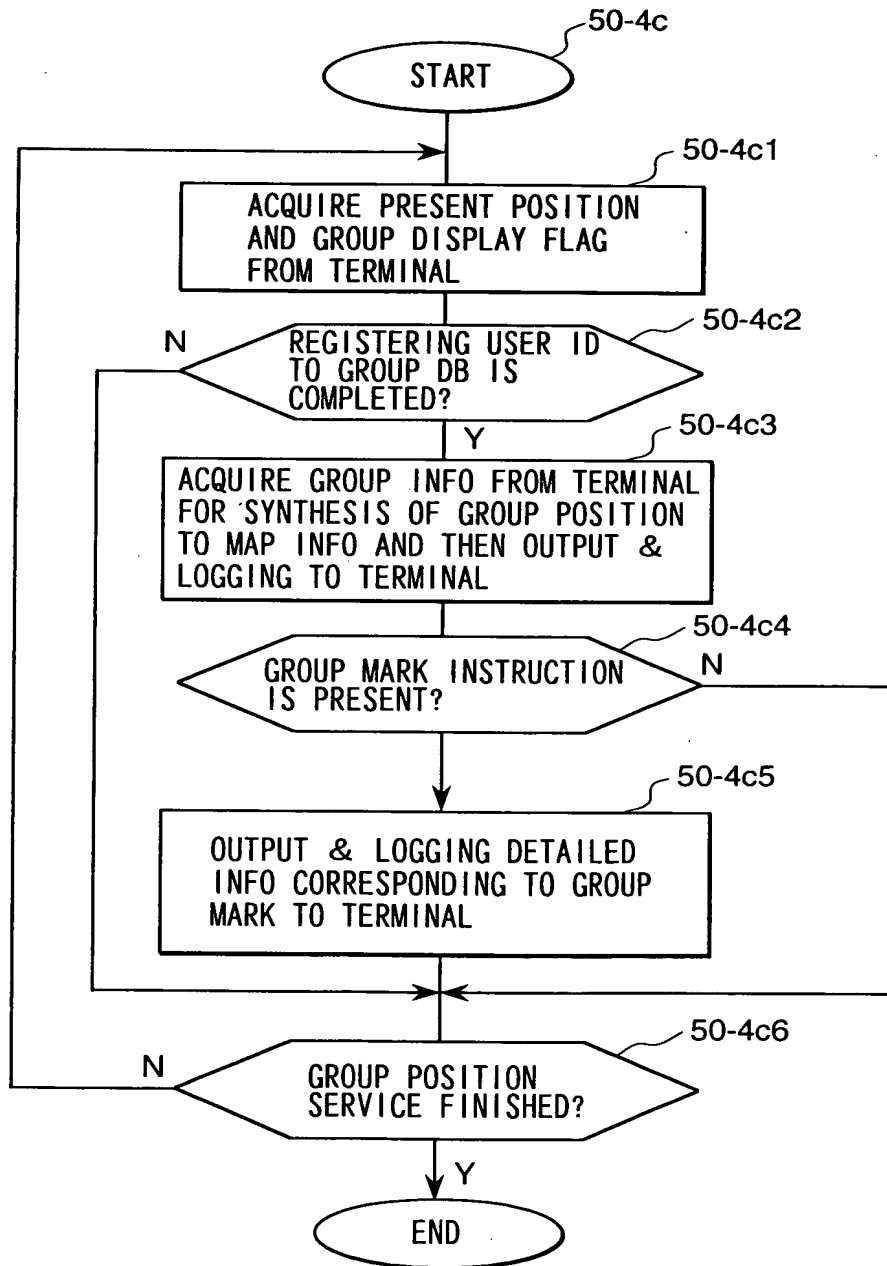 50-4c
START
50-4c1
ACQUIRE PRESENT POSITION
AND GROUP DISPLAY FLAG
FROM TERMINAL
50-4c2
N
REGISTERING USER ID
TO GROUP DB IS
COMPLETED?
Y
50-4c3
ACQUIRE GROUP INFO FROM TERMINAL
FOR SYNTHESIS OF GROUP POSITION
TO MAP INFO AND THEN OUTPUT &
LOGGING TO TERMINAL
50-4c4
GROUP MARK INSTRUCTION
IS PRESENT?
N
50-4c5
OUTPUT & LOGGING DETAILED
INFO CORRESPONDING TO GROUP
MARK TO TERMINAL
50-4c6
N
GROUP POSITION
SERVICE FINISHED?
Y
END